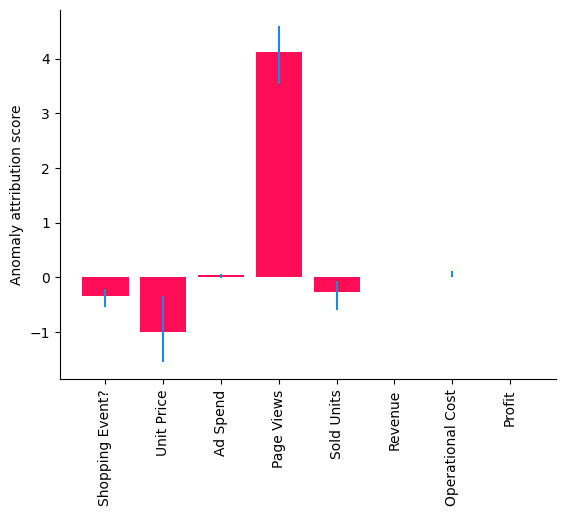 Anomaly attribution score
4
3
2
1
0
−1
Shopping Event?
Unit Price
Ad Spend
Page Views
Sold Units
Revenue
Operational Cost
Profit